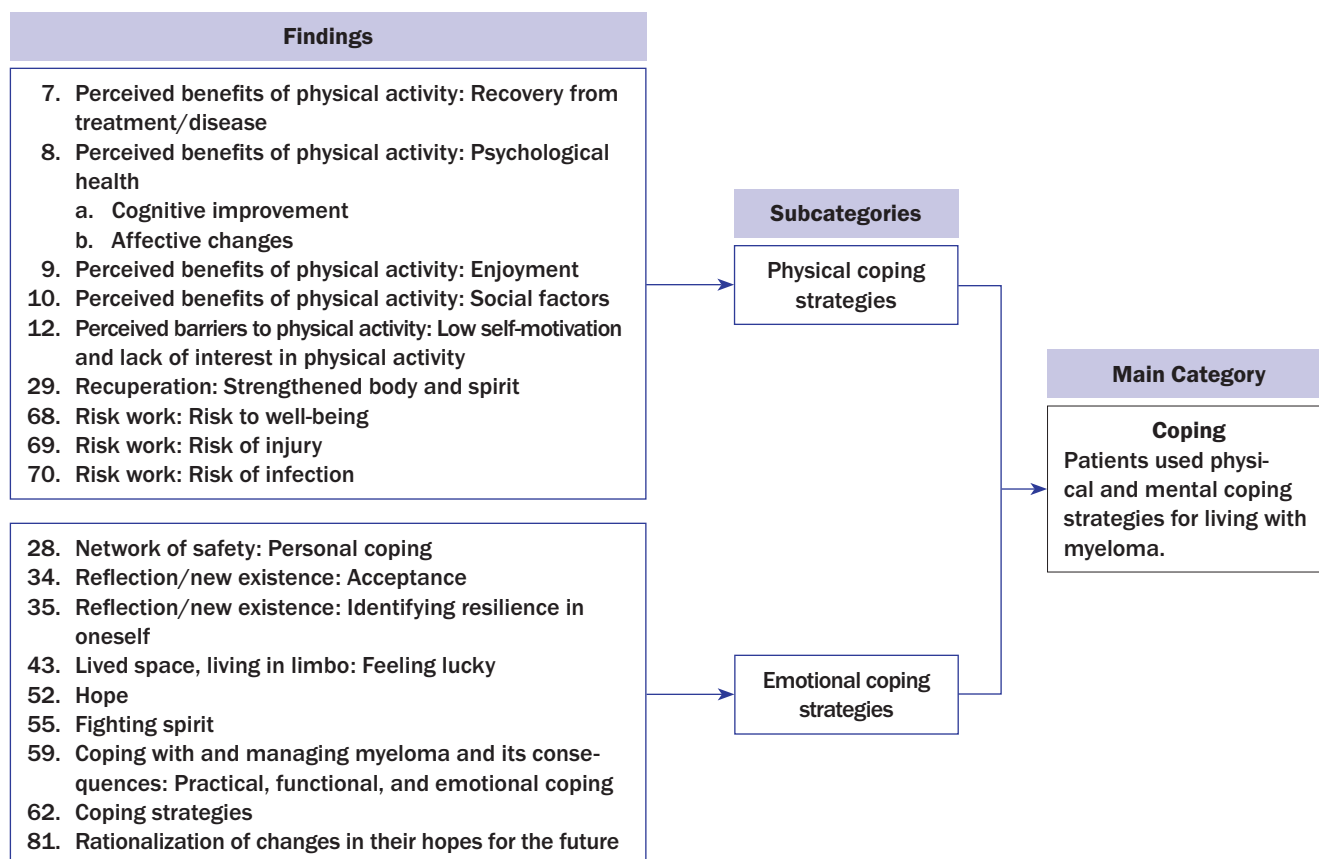 Findings
7. Perceived benefits of physical activity: Recovery from
treatment/disease
8. Perceived benefits of physical activity: Psychological
health
a. Cognitive improvement
b. Affective changes
9. Perceived benefits of physical activity: Enjoyment
10. Perceived benefits of physical activity: Social factors
12. Perceived barriers to physical activity: Low self-motivation
and lack of interest in physical activity
29. Recuperation: Strengthened body and spirit
68. Risk work: Risk to well-being
69. Risk work: Risk of injury
70. Risk work: Risk of infection
28. Network of safety: Personal coping
34. Reflection/new existence: Acceptance
35. Reflection/new existence: Identifying resilience in
oneself
43. Lived space, living in limbo: Feeling lucky
52. Hope
55. Fighting spirit
59. Coping with and managing myeloma and its conse-
quences: Practical, functional, and emotional coping
62. Coping strategies
81. Rationalization of changes in their hopes for the future
Subcategories
Physical coping
strategies
Emotional coping
strategies
Main Category
Coping
Patients used physi-
cal and mental coping
strategies for living with
myeloma.